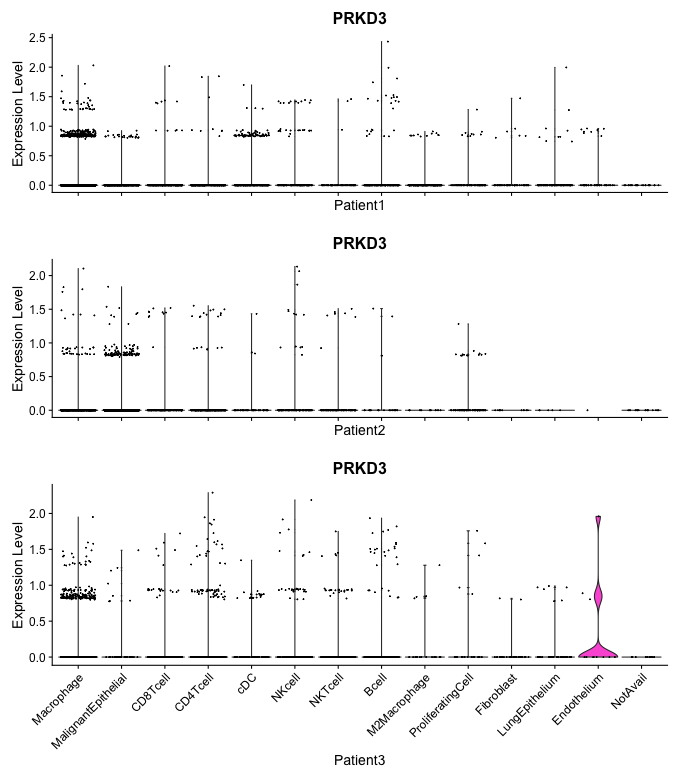 PRKD3
Expression Level
2.5
2.0
1.5
1.0
0.5
0.0
Patient1
PRKD3
Expression Level
2.0
1.5
1.0
0.5
0.0
Patient2
PRKD3
Expression Level
2.0
1.5
1.0
0.5
0.0
Macrophage
MalignantEpithelial
CD8Tcell
CD4Tcell
cDC
NKcell
NKTcell
Bcell
M2Macrophage
ProliferatingCell
Fibroblast
LungEpithelium
Endothelium
NotAvail
Patient3